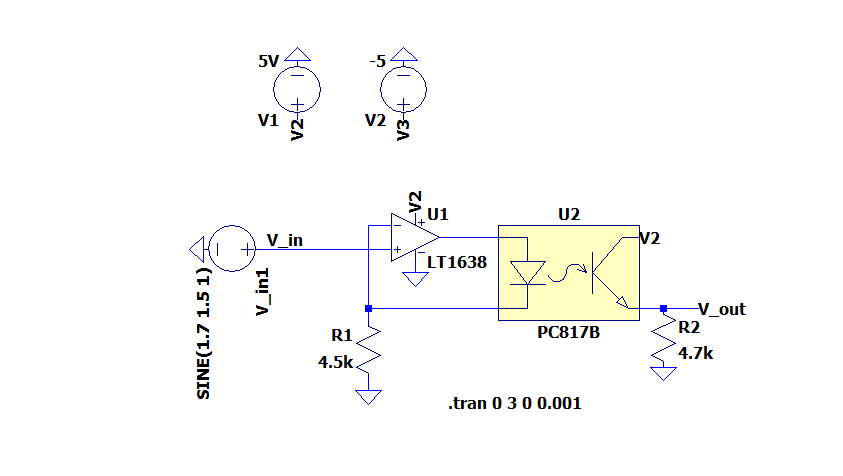 5V
-5
V1
V2
V2
V3
V2
U1
U2
V_in
V2
LT1638
V_in1
SINE(1.7 1.5 1)
V_out
PC817B
R1
4.5k
R2
4.7k
.tran 0 3 0 0.001